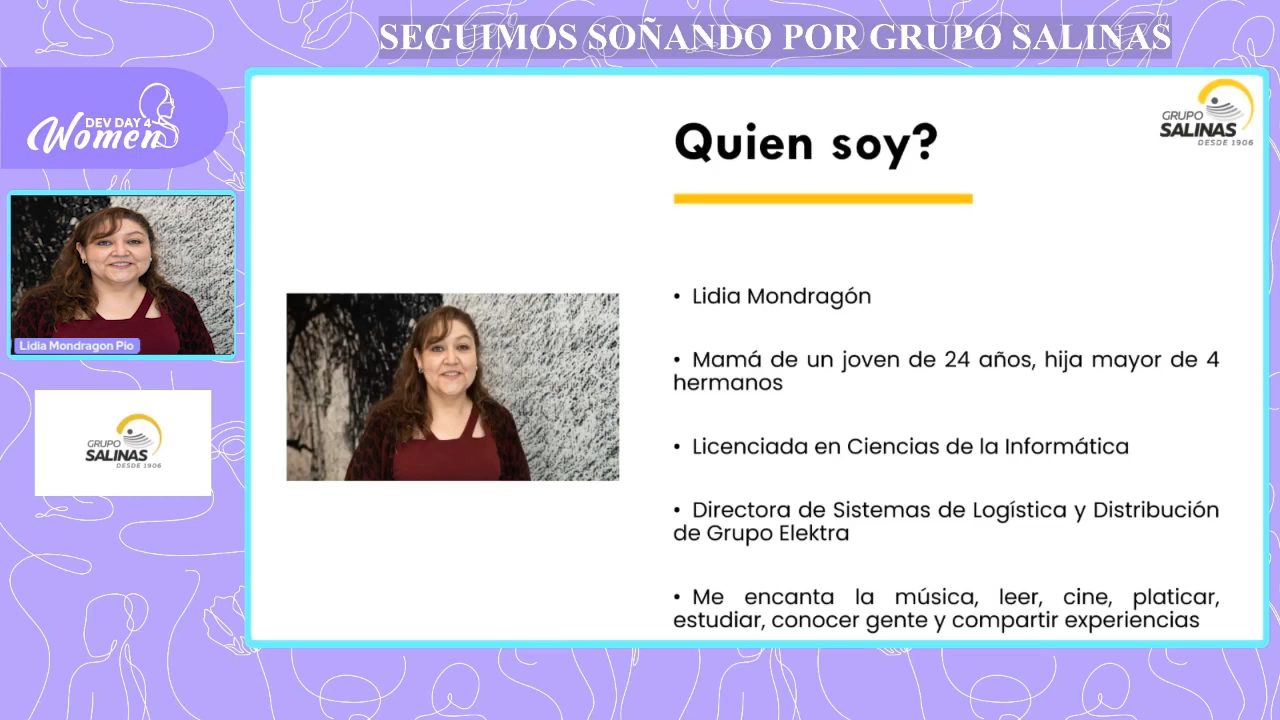 SEGUIMOS SOÑANDO POR GRUPO SALINAS
DEV DAY 4
Women
Lidia Mondragon Pio
GRUPO
SALINAS
DESDE 1906
GRUPO
SALINAS
DESDE 1906
Quien soy?
• Lidia Mondragón
• Mamá de un joven de 24 años, hija mayor de 4
hermanos
• Licenciada en Ciencias de la Informática
• Directora de Sistemas de Logística y Distribución
de Grupo Elektra
• Me encanta la música, leer, cine, platicar,
estudiar, conocer gente y compartir experiencias